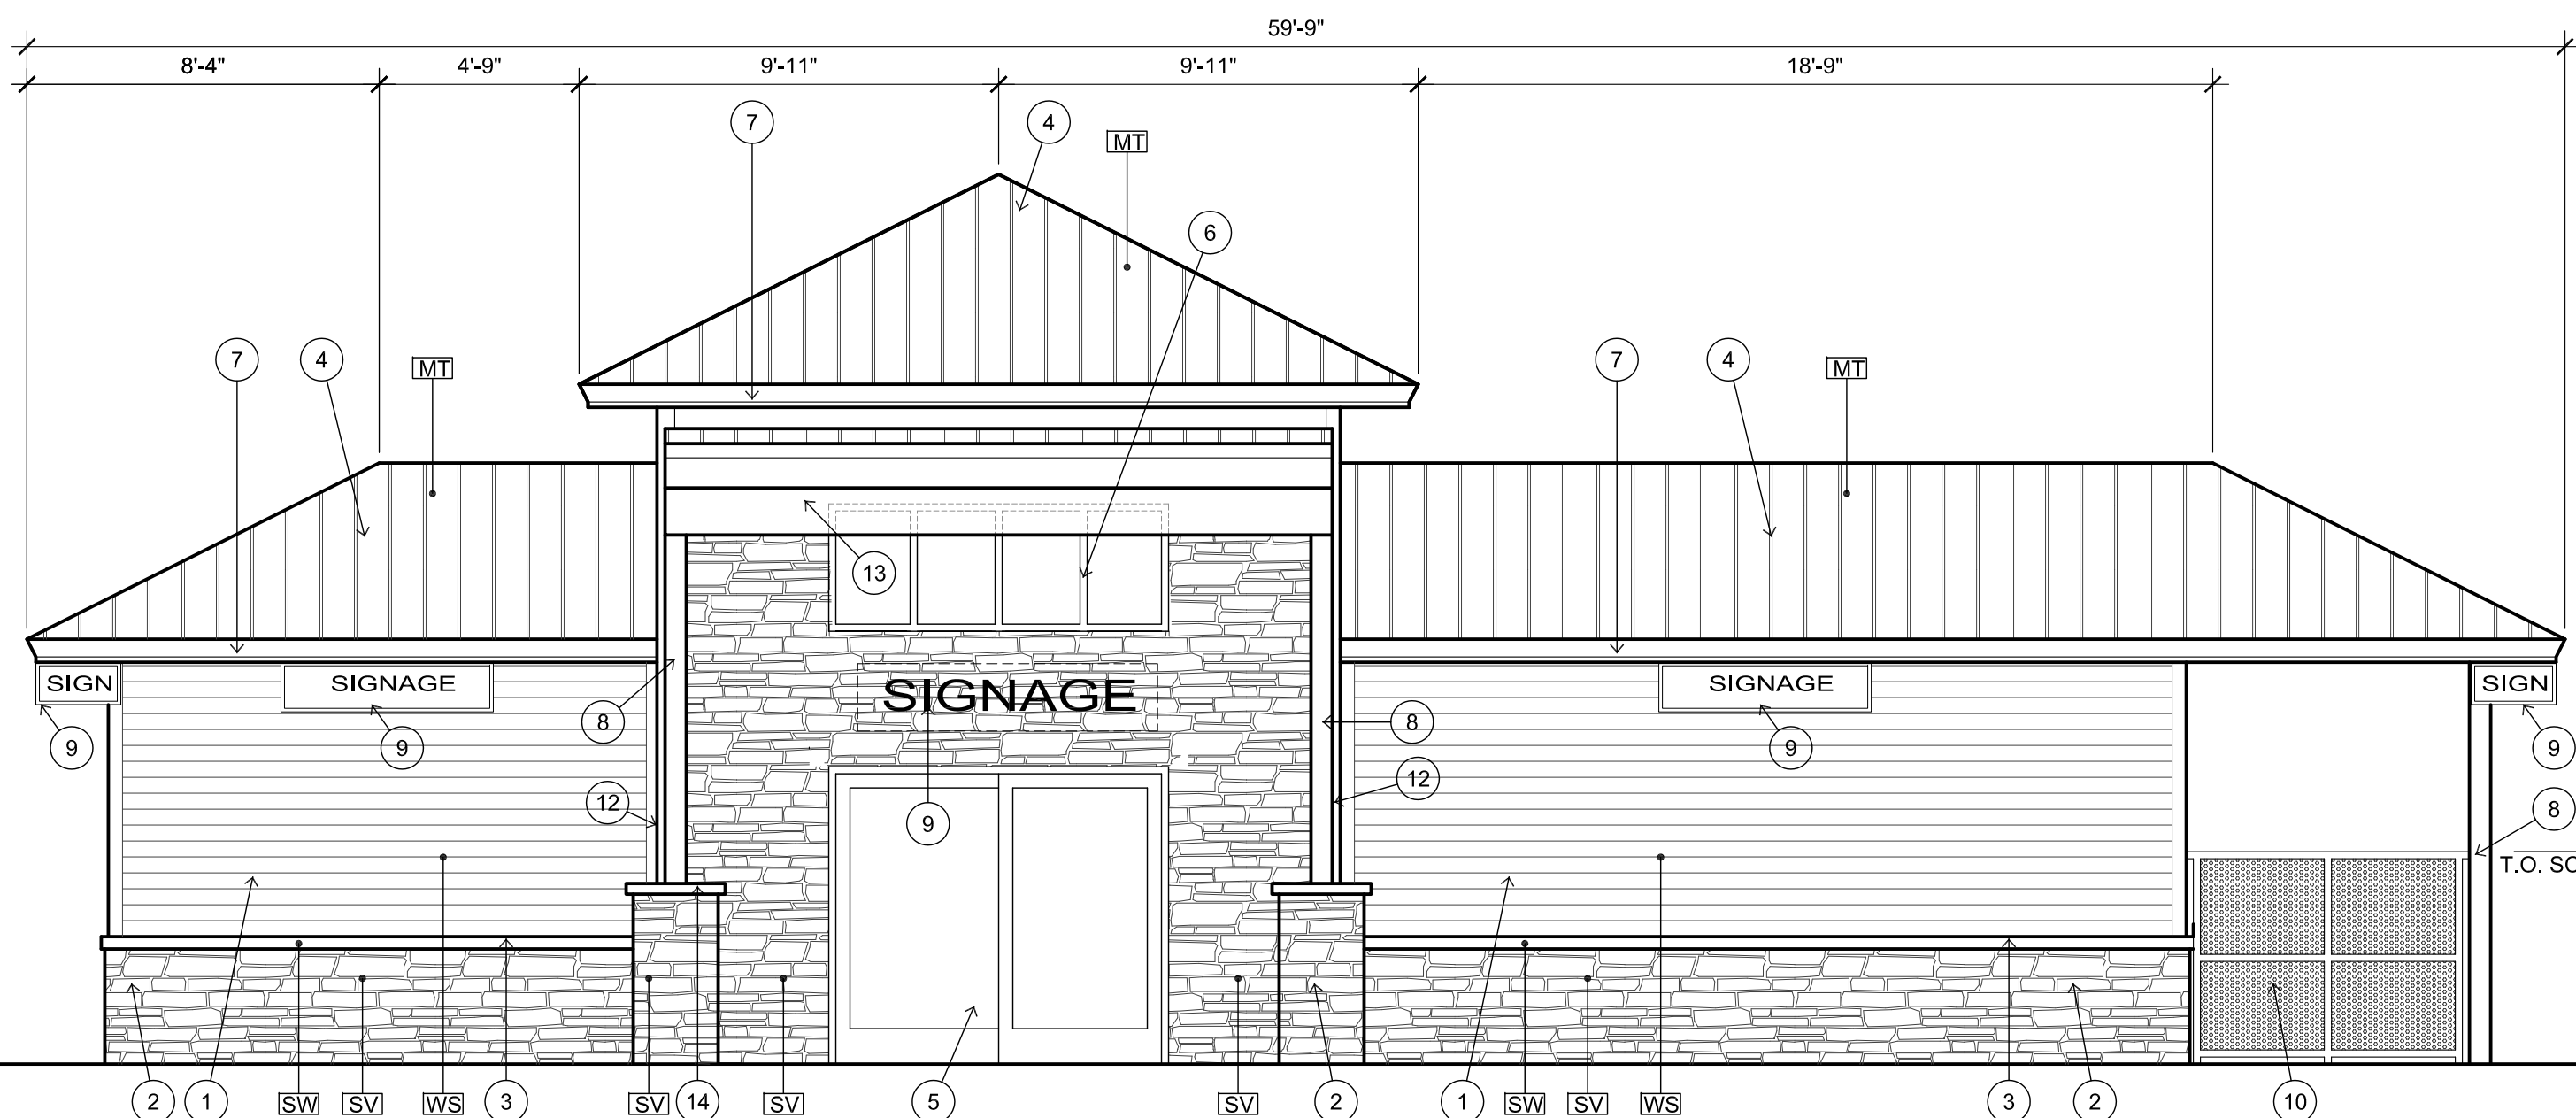 59'-9"
8'-4" 4'-9" 9'-11" 9'-11" 18'-9"
7 4 MT
6
7 4 MT 7 4 MT
13
SIGN SIGNAGE SIGNAGE SIGNAGE SIGN
8 8
9 9 9 9
12 12
9 8
T.O. SC
2 1 SW SV WS 3 SV 14 SV 5 SV 2 1 SW SV WS 3 2 10